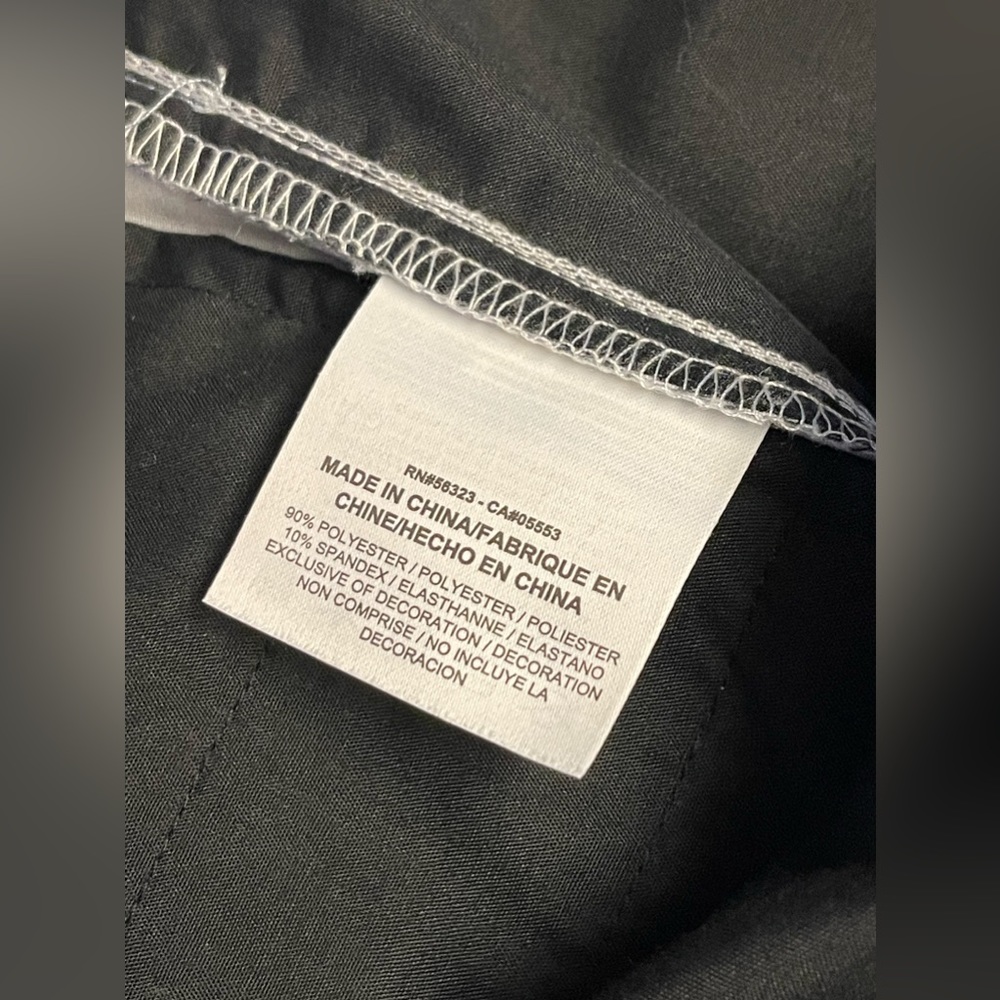 RN#56323 - CA#05553
MADE IN CHINA/FABRIQUE EN
CHINE/HECHO EN CHINA
90% POLYESTER / POLYESTER / POLIESTER
10% SPANDEX / ELASTHANNE / ELASTANO
EXCLUSIVE OF DECORATION / DECORATION
NON COMPRISE / NO INCLUYE LA
DECORACION